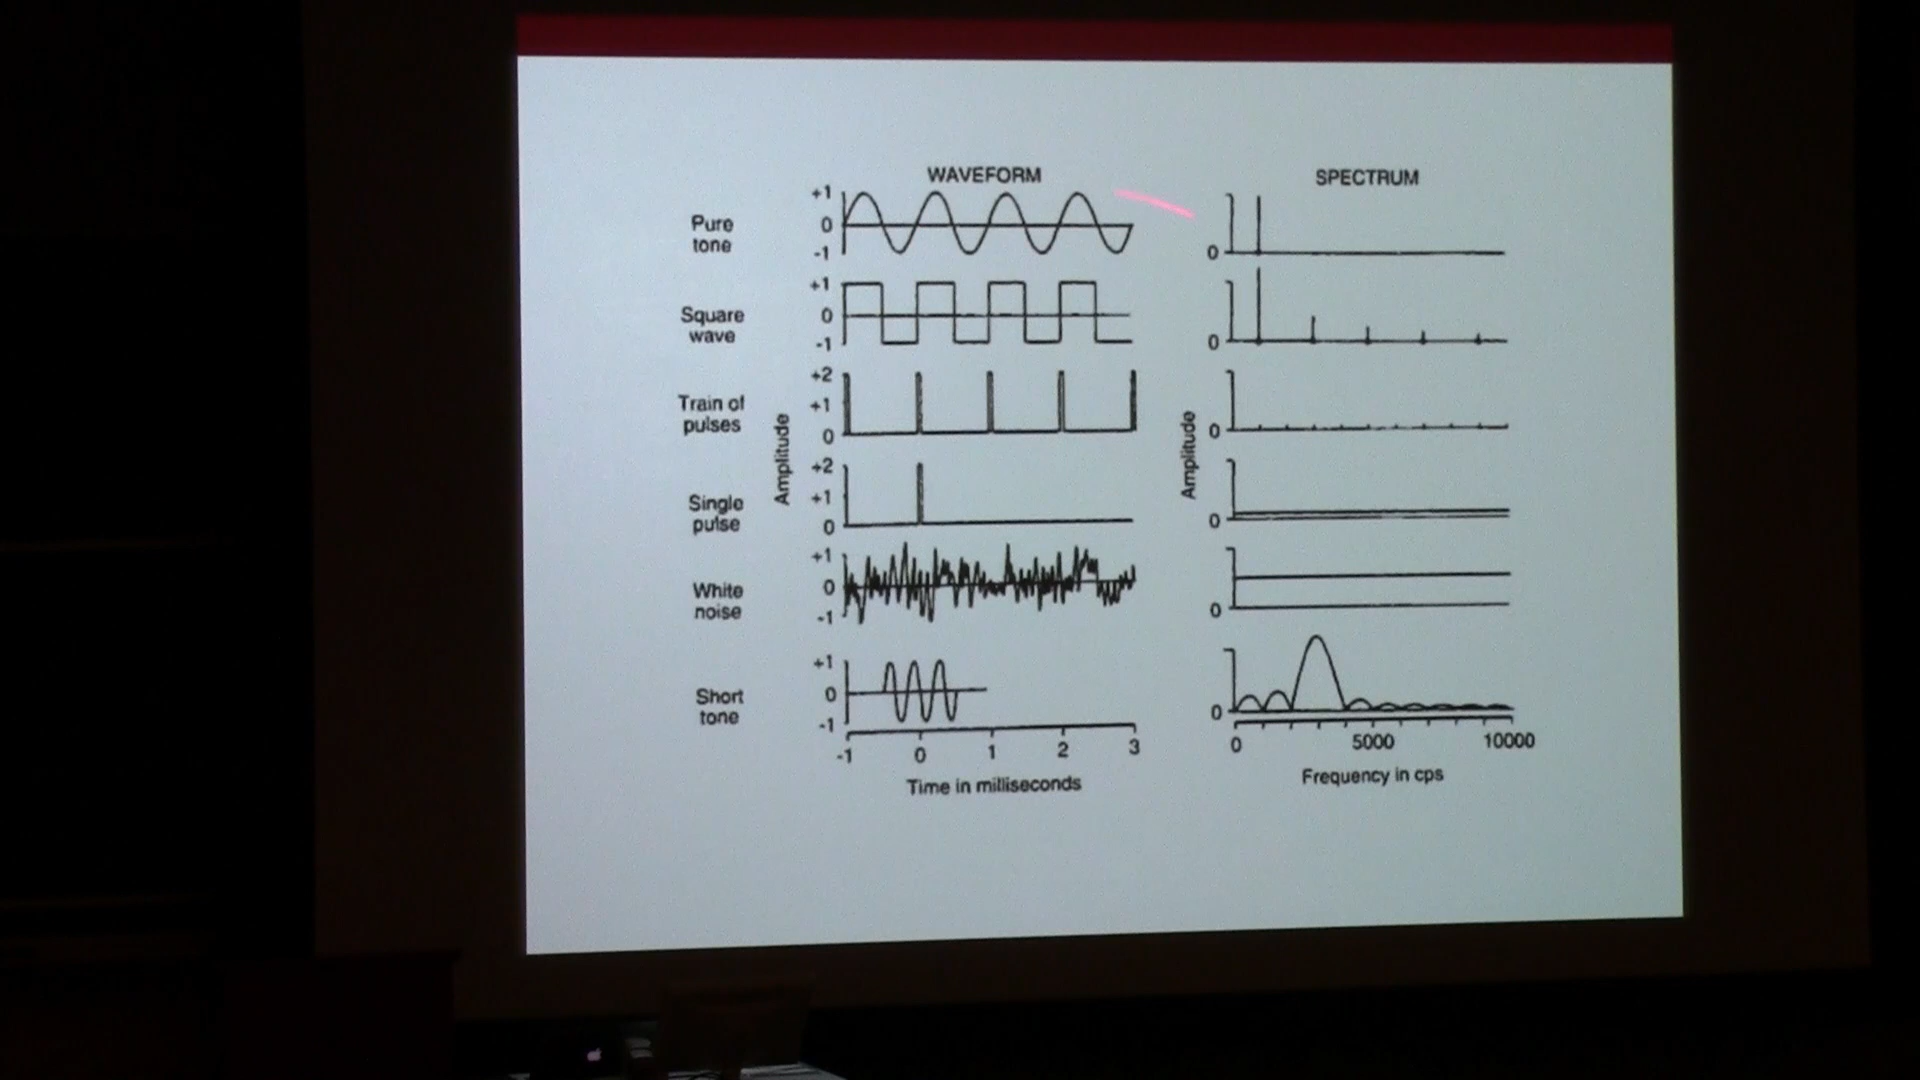 WAVEFORM
SPECTRUM
Pure
tone
+1
0
-1
0
Square
wave
+1
0
-1
0
Train of
pulses
+2
+1
0
0
Amplitude
Amplitude
Single
pulse
+2
+1
0
0
White
noise
+1
0
-1
0
Short
tone
+1
0
-1
0
-1 0 1 2 3
0 5000 10000
Time in milliseconds
Frequency in cps